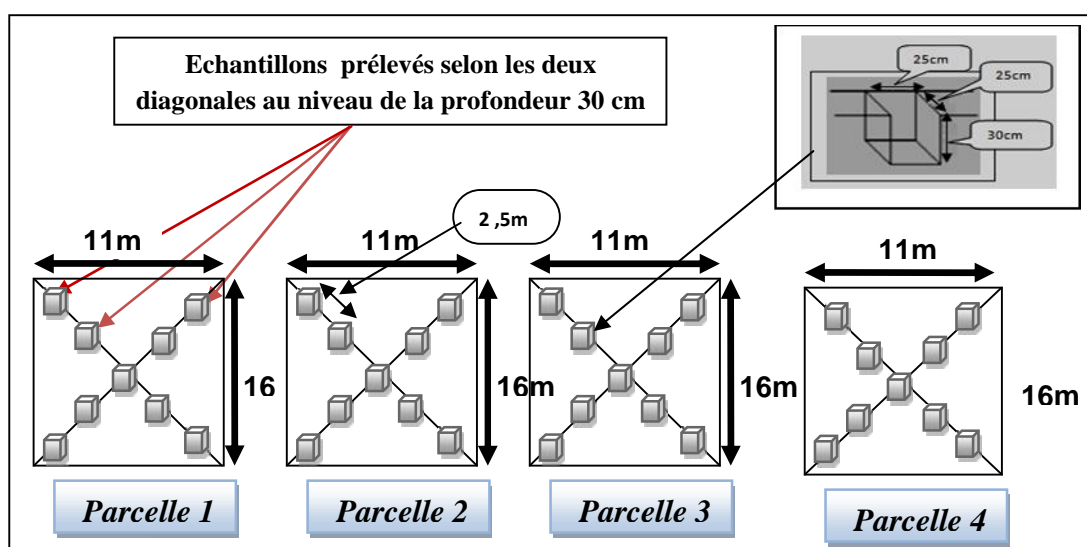 Echantillons prélevés selon les deux
diagonales au niveau de la profondeur 30 cm
25cm
25cm
30cm
2 ,5m
11m
11m
11m
11m
16
16m
16m
16m
Parcelle 1
Parcelle 2
Parcelle 3
Parcelle 4